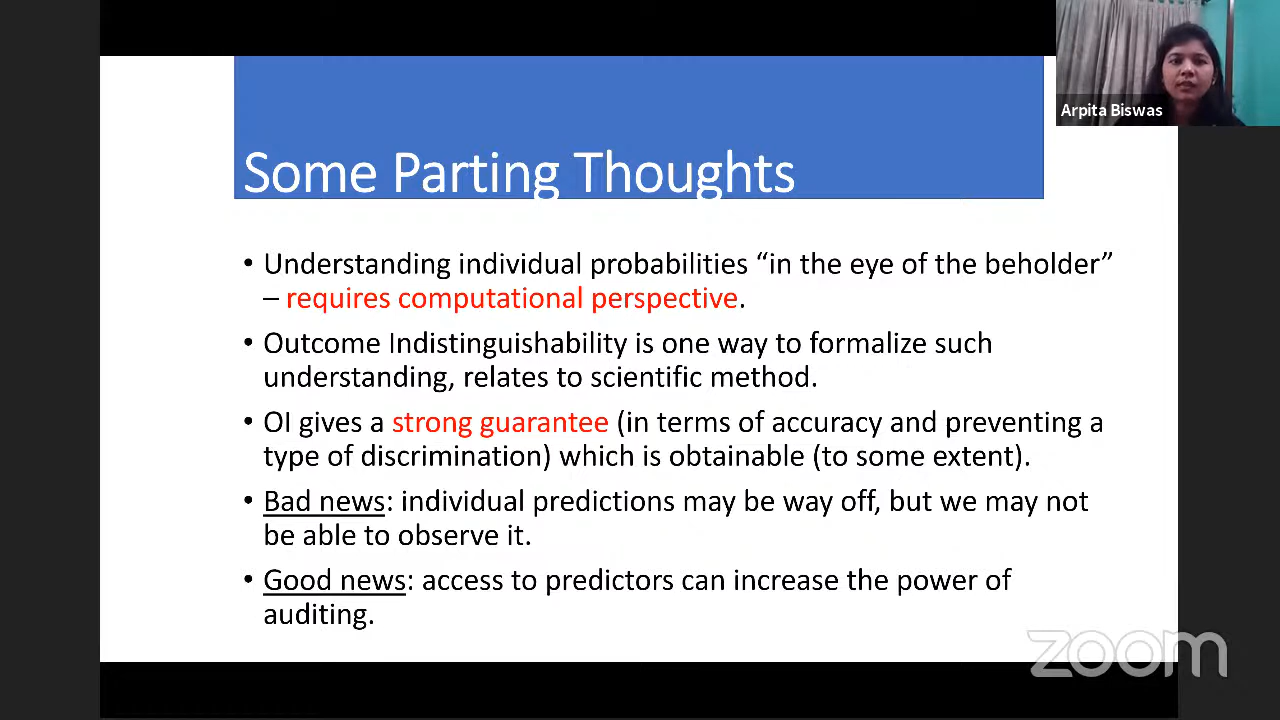 Arpita Biswas
Some Parting Thoughts
• Understanding individual probabilities “in the eye of the beholder”
– requires computational perspective.
• Outcome Indistinguishability is one way to formalize such
understanding, relates to scientific method.
• OI gives a strong guarantee (in terms of accuracy and preventing a
type of discrimination) which is obtainable (to some extent).
• Bad news: individual predictions may be way off, but we may not
be able to observe it.
• Good news: access to predictors can increase the power of
auditing.
zoom